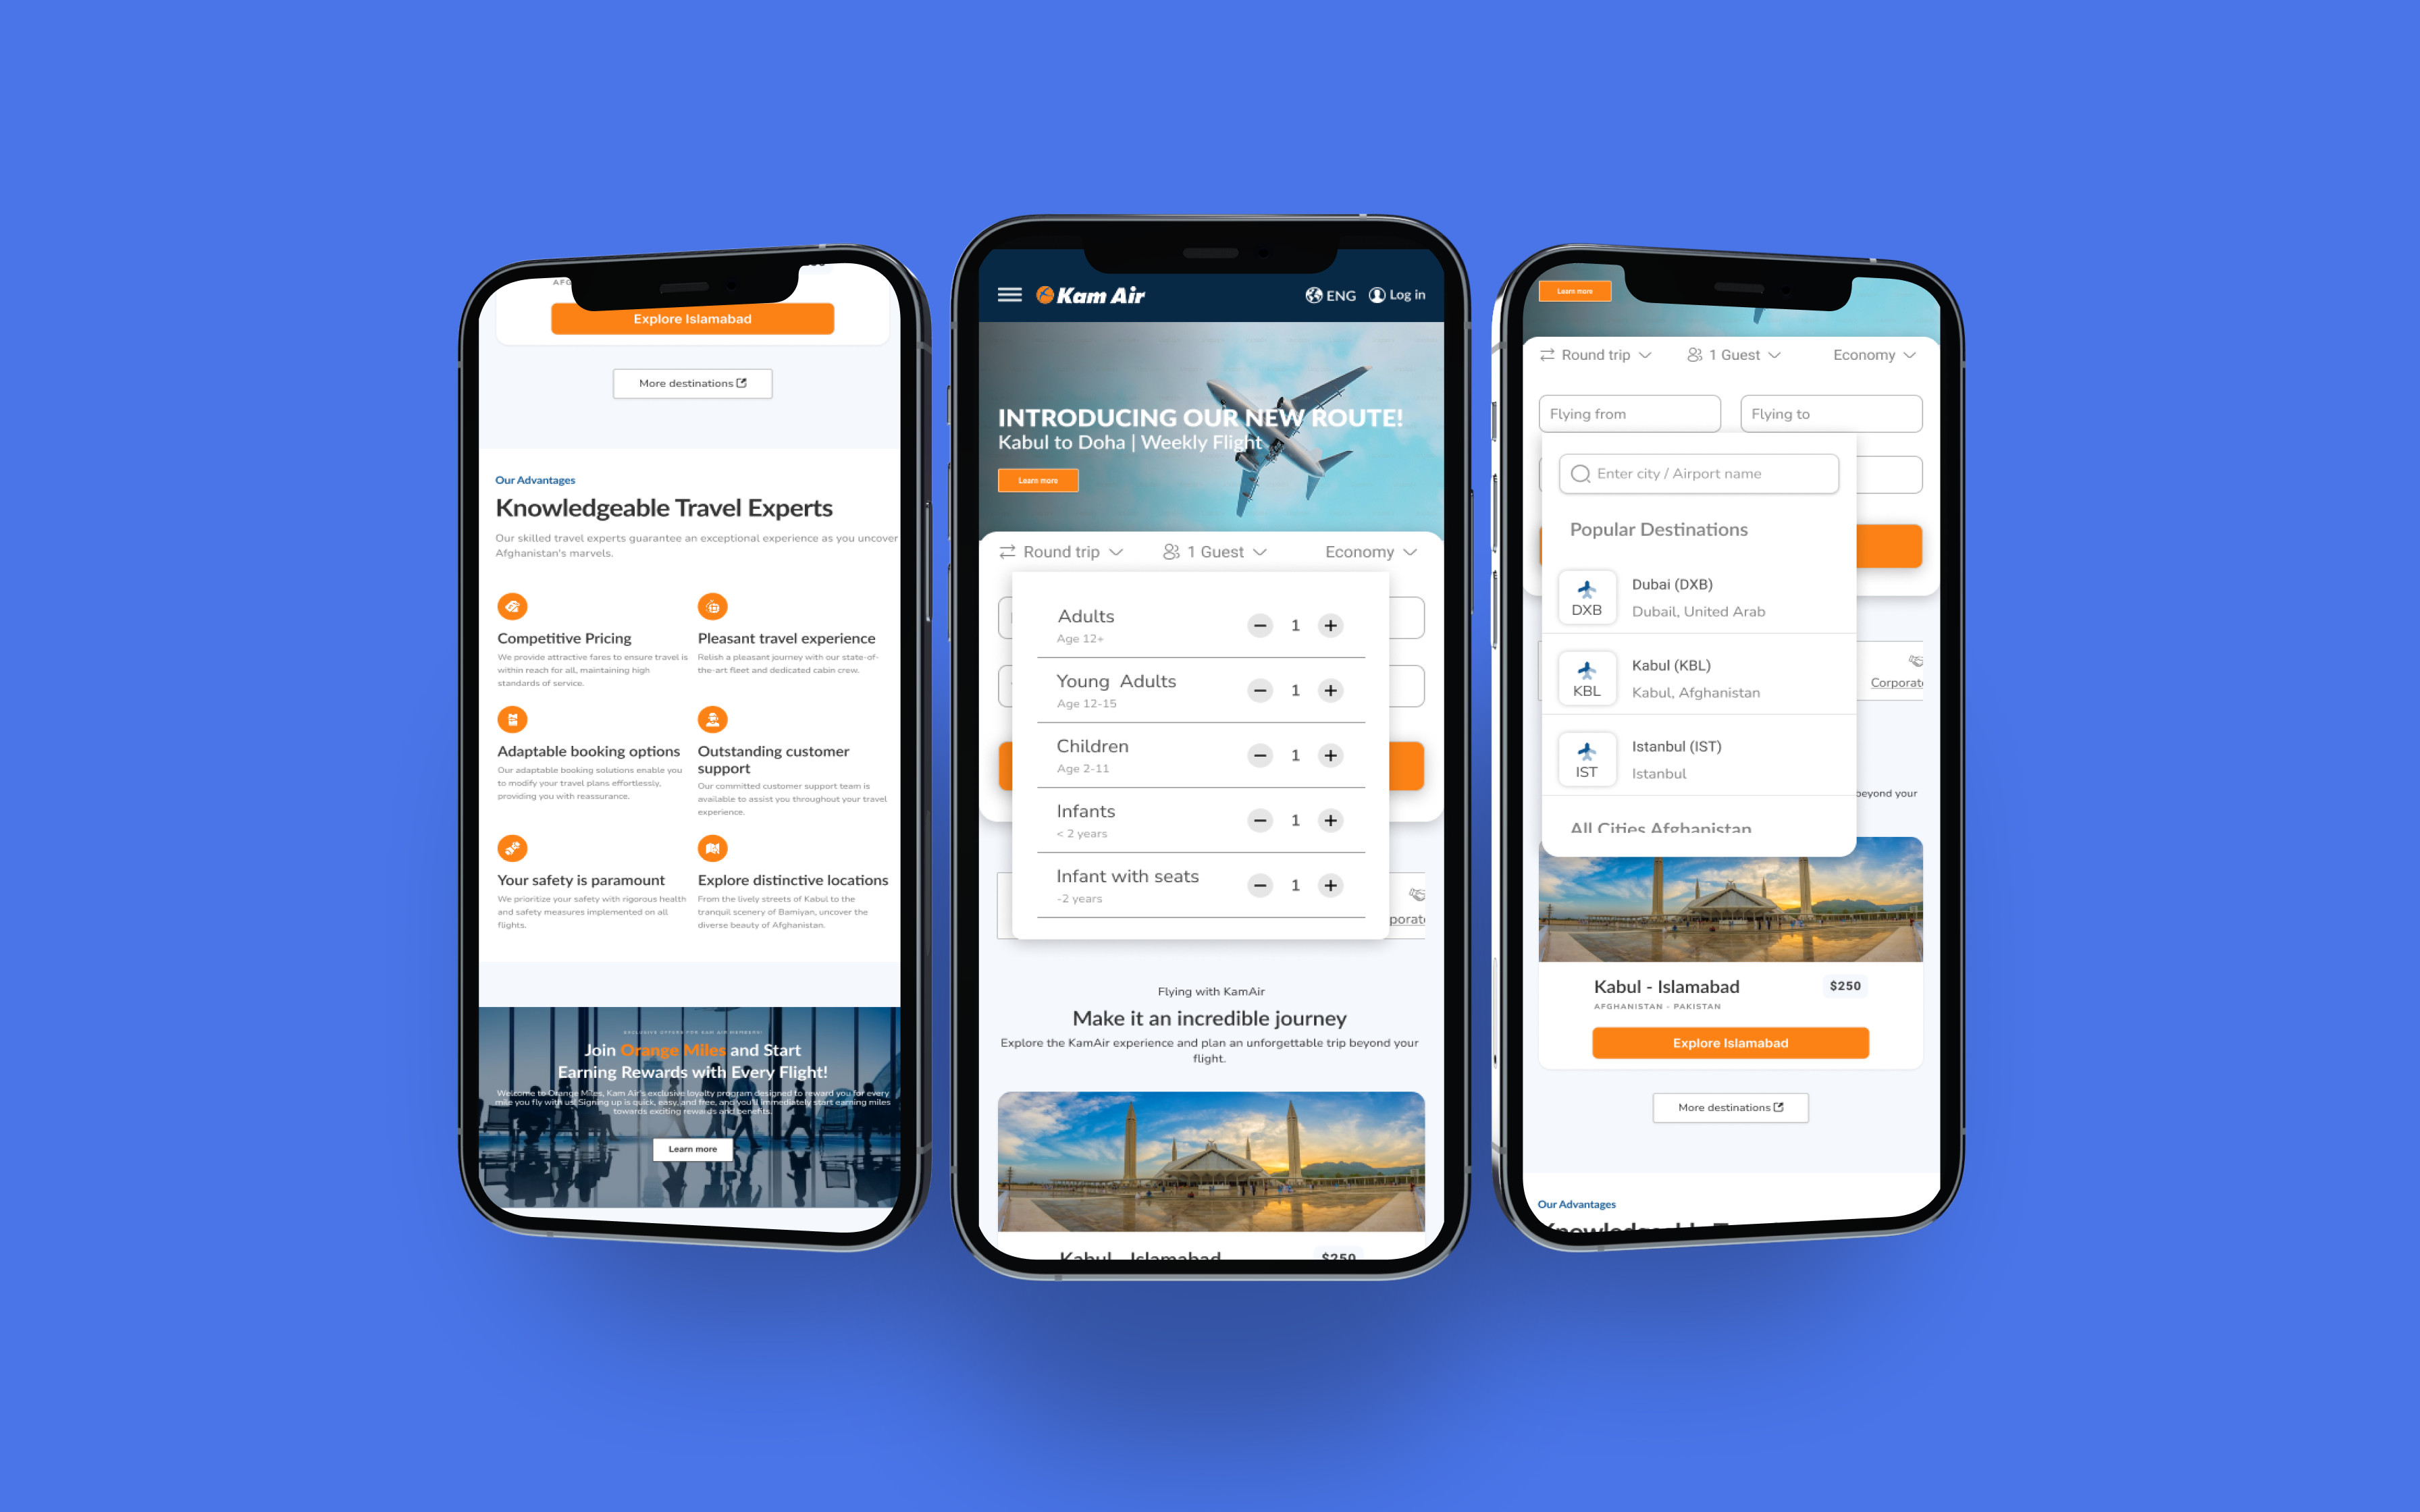 AFG
Explore Islamabad
More destinations
Our Advantages
Knowledgeable Travel Experts
Our skilled travel experts guarantee an exceptional experience as you uncover
Afghanistan's marvels.
Competitive Pricing
We provide attractive fares to ensure travel is
within reach for all, maintaining high
standards of service.
Pleasant travel experience
Relish a pleasant journey with our state-of-
the-art fleet and dedicated cabin crew.
Adaptable booking options
Our adaptable booking solutions enable you
to modify your travel plans effortlessly,
providing you with reassurance.
Outstanding customer
support
Our committed customer support team is
available to assist you throughout your travel
experience.
Your safety is paramount
We prioritize your safety with rigorous health
and safety measures implemented on all
flights.
Explore distinctive locations
From the lively streets of Kabul to the
tranquil scenery of Bamiyan, uncover the
diverse beauty of Afghanistan.
EXCLUSIVE OFFERS FOR KAM AIR MEMBERS!
Join Orange Miles and Start
Earning Rewards with Every Flight!
Welcome to Orange Miles, Kam Air's exclusive loyalty program designed to reward you for every
mile you fly with us! Signing up is quick, easy, and free, and you'll immediately start earning miles
towards exciting rewards and benefits.
Learn more
Kam Air
ENG
Log in
INTRODUCING OUR NEW ROUTE!
Kabul to Doha | Weekly Flight
Learn more
Round trip
1 Guest
Economy
Adults
Age 12+
1
Young Adults
Age 12-15
1
Children
Age 2-11
1
Infants
< 2 years
1
Infant with seats
-2 years
1
porate
Flying with KamAir
Make it an incredible journey
Explore the KamAir experience and plan an unforgettable trip beyond your
flight.
Kabul - Islamabad
$250
Learn more
Round trip
1 Guest
Economy
Flying from
Flying to
Enter city / Airport name
Popular Destinations
DXB
Dubai (DXB)
Dubail, United Arab
KBL
Kabul (KBL)
Kabul, Afghanistan
IST
Istanbul (IST)
Istanbul
All Cities Afghanistan
Corporate
beyond your
Kabul - Islamabad
$250
AFGHANISTAN - PAKISTAN
Explore Islamabad
More destinations
Our Advantages